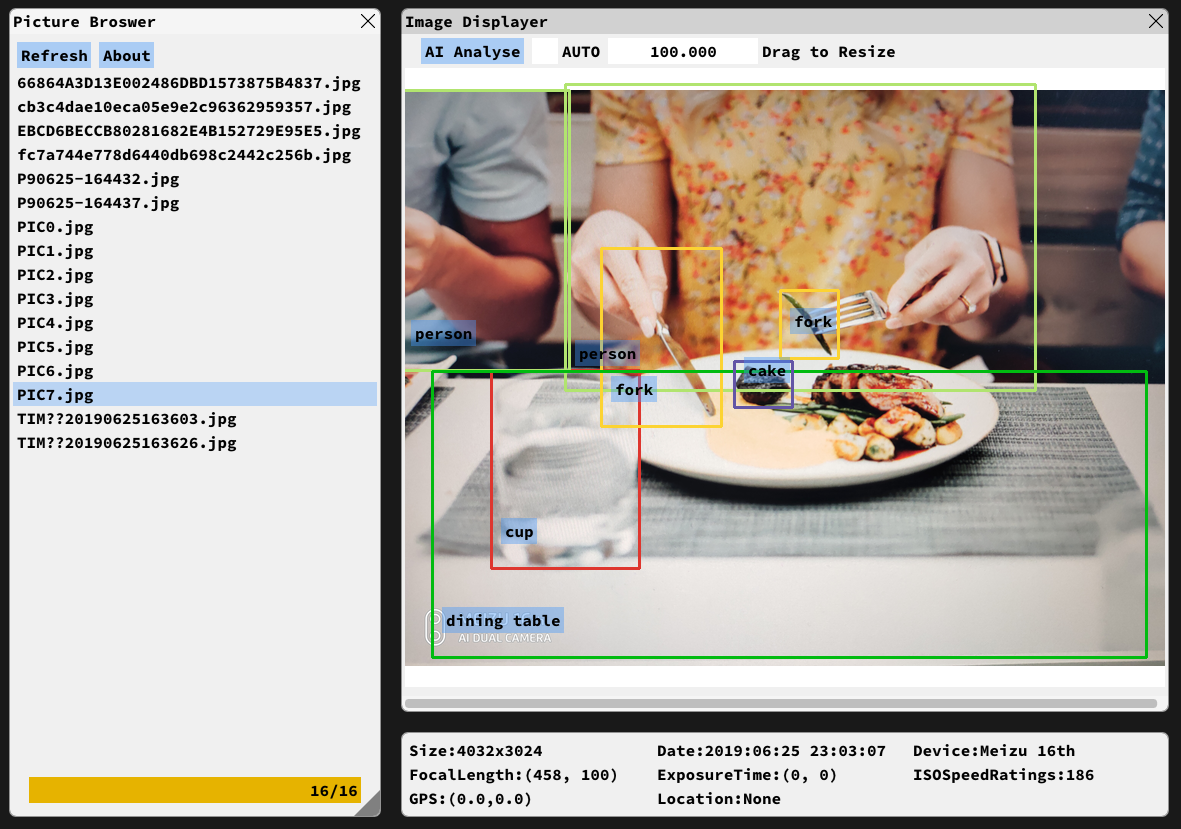 Picture Broswer
Refresh About
66864A3D13E002486DBD1573875B4837.jpg
cb3c4dae10eca05e9e2c96362959357.jpg
EBCD6BECCB80281682E4B152729E95E5.jpg
fc7a744e778d6440db698c2442c256b.jpg
P90625-164432.jpg
P90625-164437.jpg
PIC0.jpg
PIC1.jpg
PIC2.jpg
PIC3.jpg
PIC4.jpg
PIC5.jpg
PIC6.jpg
PIC7.jpg
TIM??20190625163603.jpg
TIM??20190625163626.jpg
16/16
Image Displayer
AI Analyse AUTO 100.000 Drag to Resize
fork
person
person
cake
fork
cup
dining table
AI DUAL CAMERA
Size:4032x3024 Date:2019:06:25 23:03:07 Device:Meizu 16th
FocalLength:(458, 100) ExposureTime:(0, 0) ISOSpeedRatings:186
GPS:(0.0,0.0) Location:None